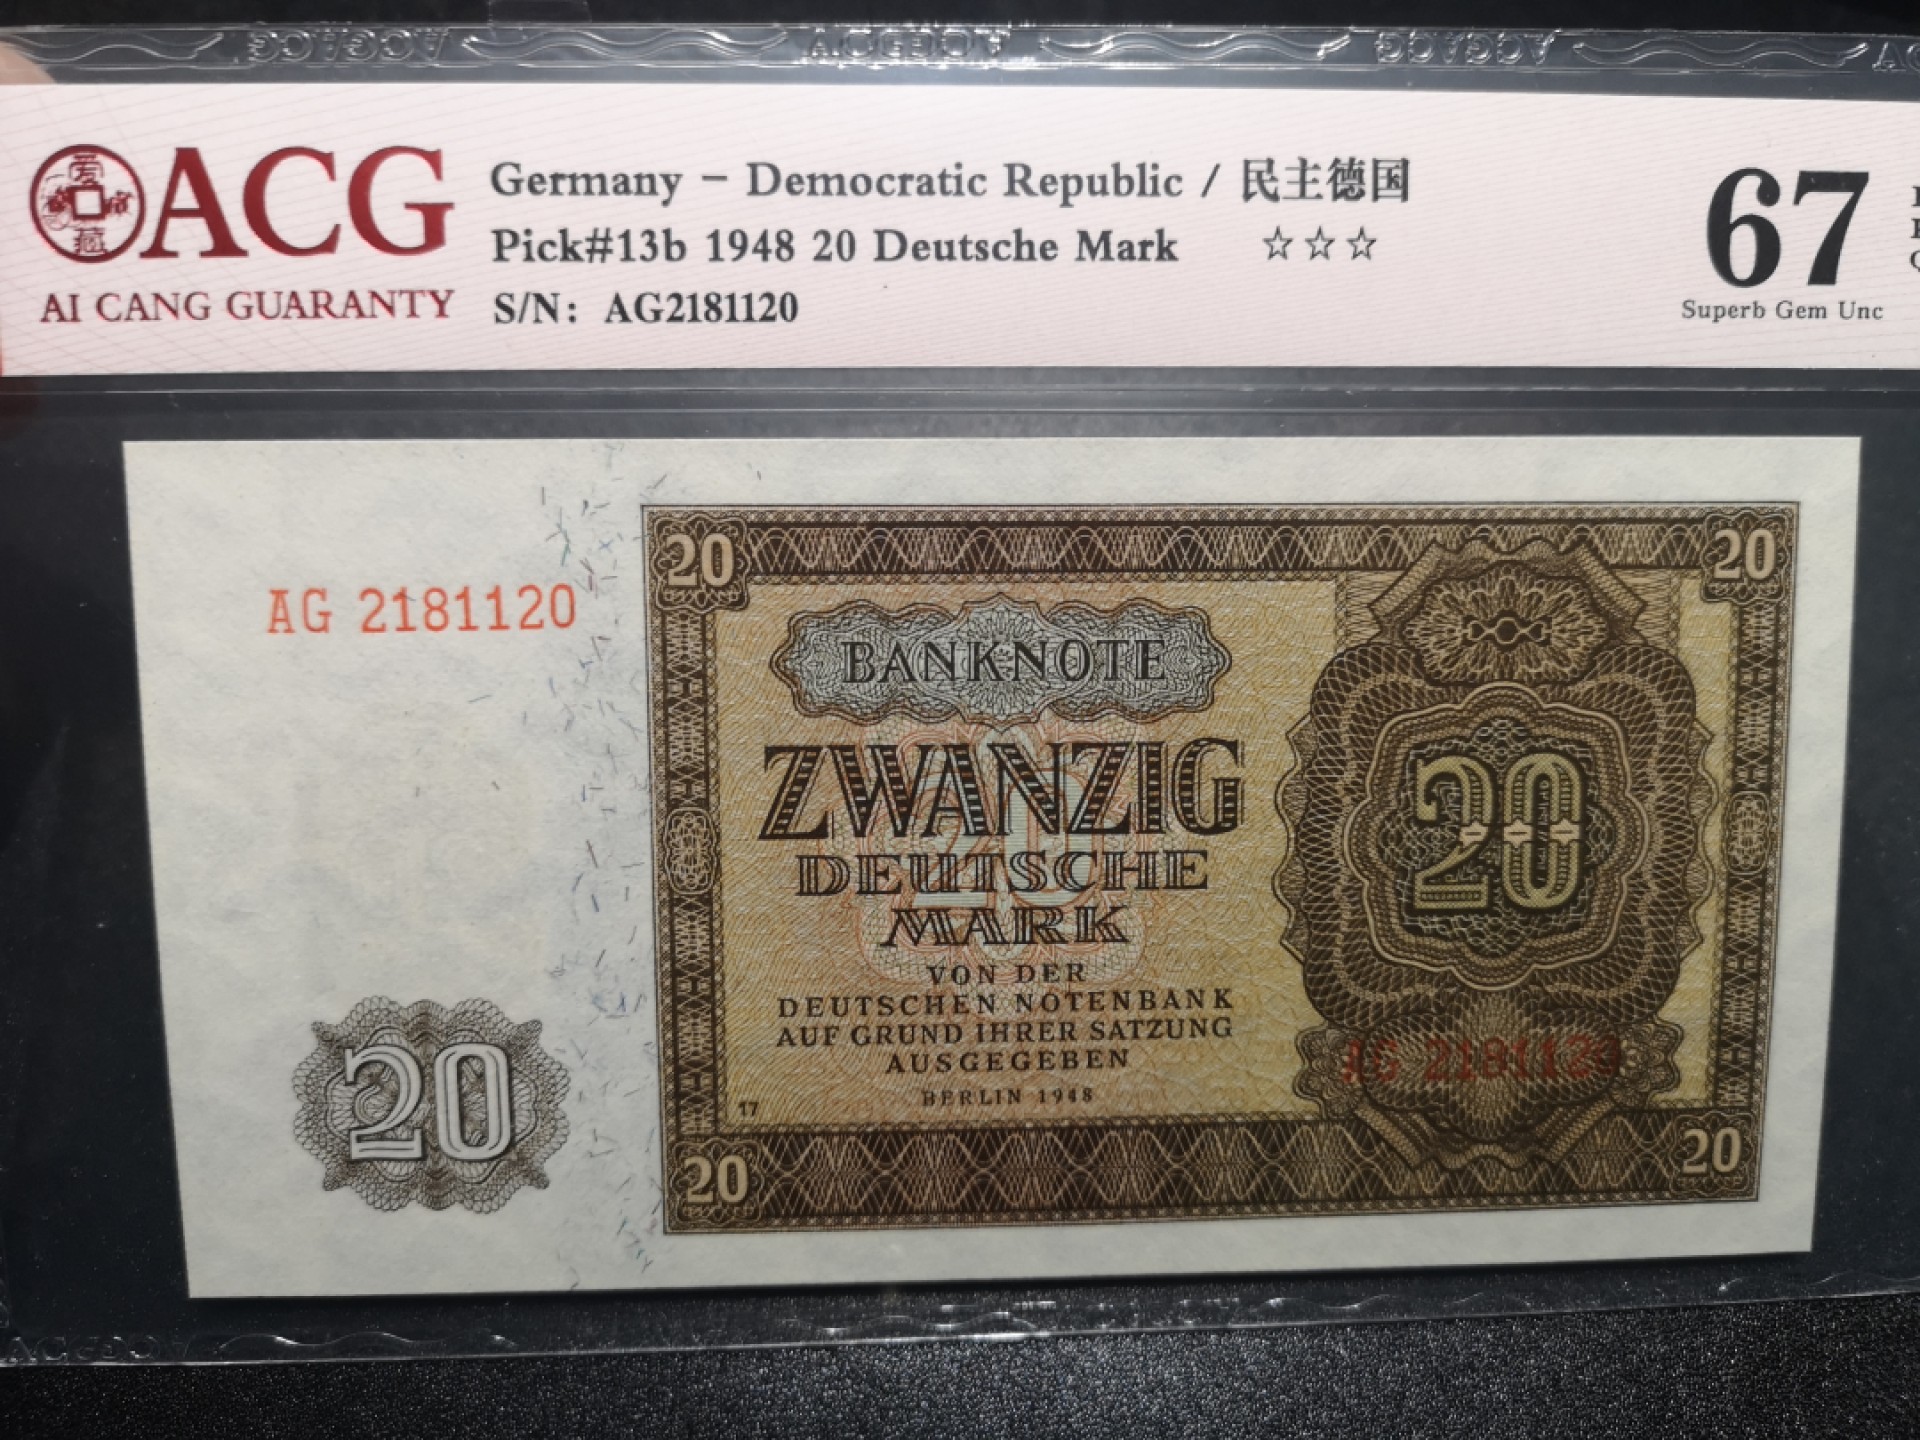 ACG
AI CANG GUARANTY
Germany – Democratic Republic / 民主德国
Pick#13b 1948 20 Deutsche Mark ☆☆☆
S/N: AG2181120
67
Superb Gem Unc
AG 2181120
20
20
BANKNOTE
ZWANZIG
DEUTSCHE
MARK
VON DER
DEUTSCHEN NOTENBANK
AUF GRUND IHRER SATZUNG
AUSGEGEBEN
BERLIN 1948
17
20
20
AG 2181120
20
20
20